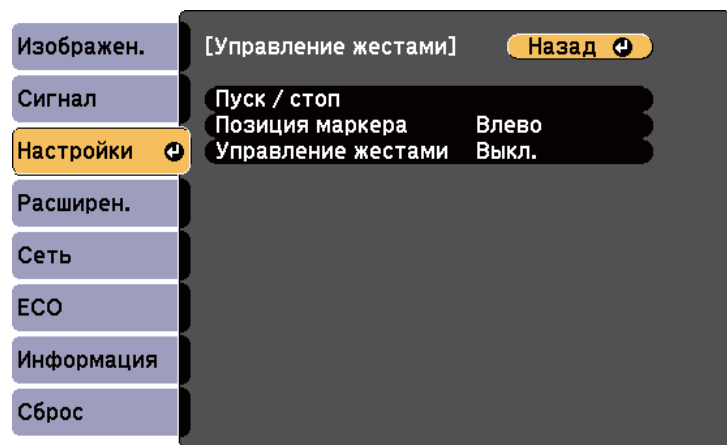 Изображен.
Сигнал
Настройки
Расширен.
Сеть
ECO
Информация
Сброс
[Управление жестами]
Назад
Пуск / стоп
Позиция маркера Влево
Управление жестами Выкл.